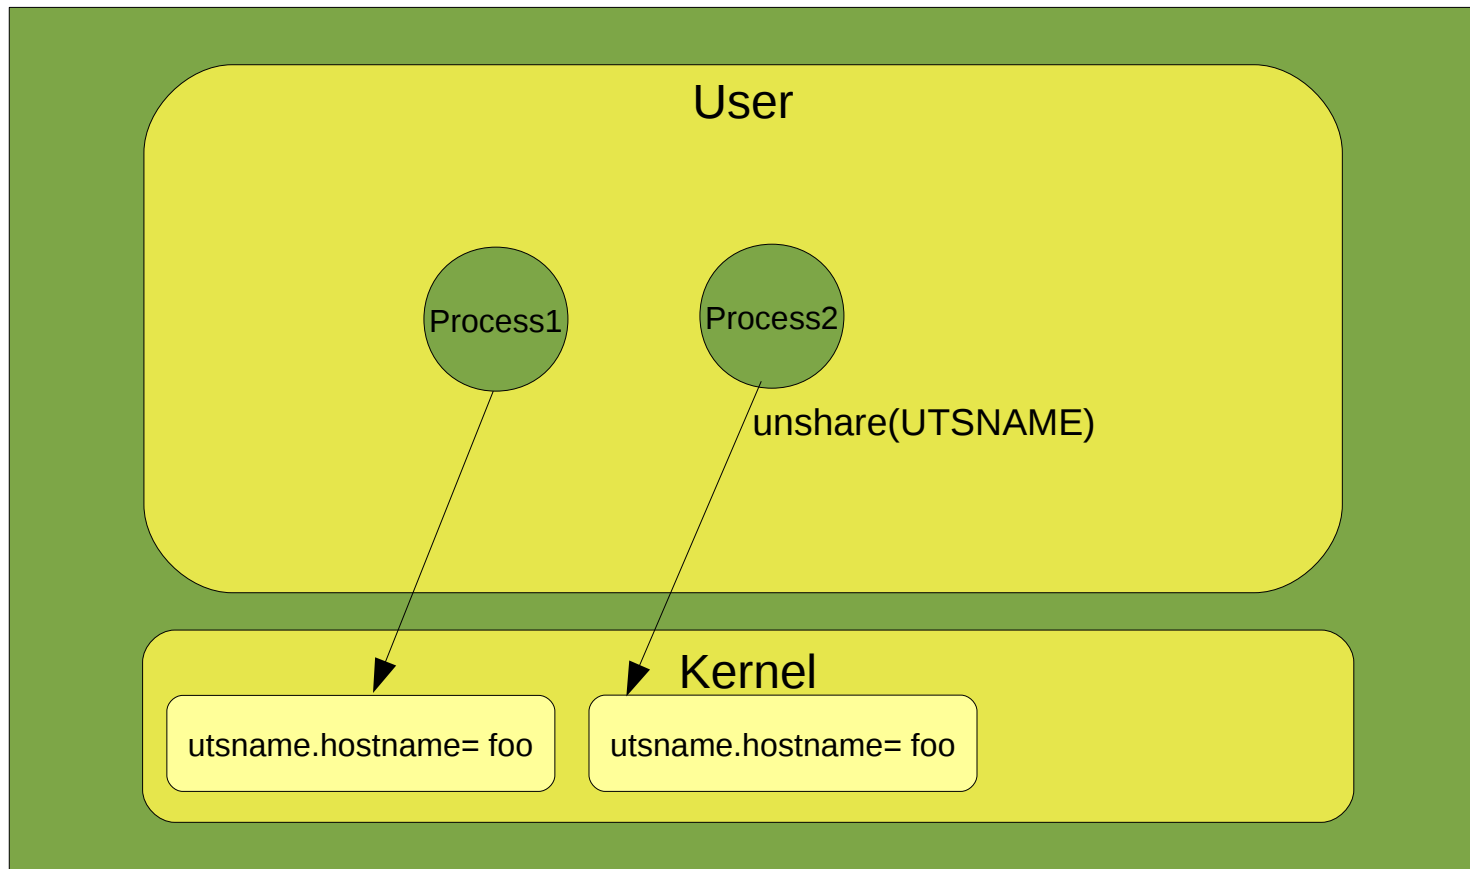 User
Process1
Process2
unshare(UTSNAME)
Kernel
utsname.hostname= foo
utsname.hostname= foo